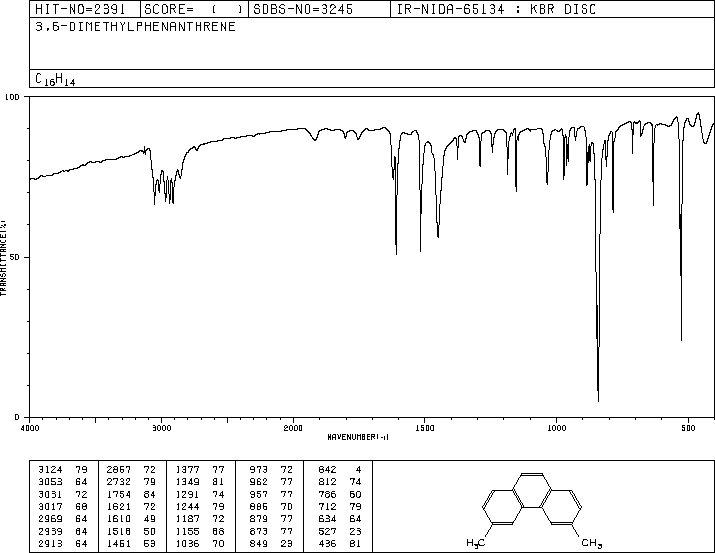 HIT-NO=2391 SCORE= ( ) SDBS-NO=3245 IR-NIDA-65134 : KBR DISC
3,6-DIMETHYLPHENANTHRENE
C16H14
100
50
0
TRANSMITTANCE(%)
4000 3000 2000 1500 1000 500
WAVENUMBER(-1)
3124 79 2867 72 1377 77 973 72 842 4
3053 64 2732 79 1349 81 962 77 812 74
3031 72 1754 84 1291 74 957 77 786 60
3017 68 1621 72 1244 79 886 70 712 79
2969 64 1610 49 1187 72 879 77 634 64
2939 64 1518 50 1155 68 873 77 527 23
2913 64 1451 53 1036 70 849 29 436 81
H3C CH3